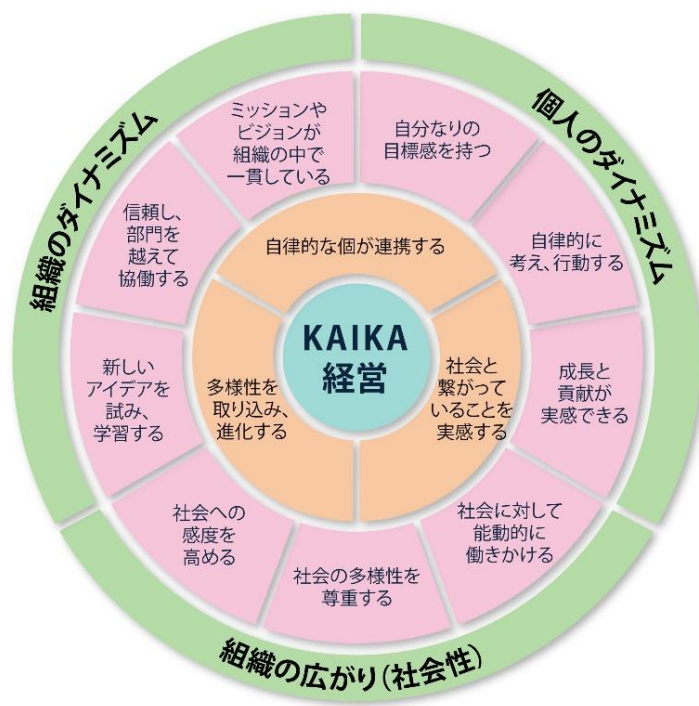 組織のダイナミズム
個人のダイナミズム
組織の広がり(社会性)
ミッションや
ビジョンが
組織の中で
一貫している
自分なりの
目標感を持つ
信頼し、
部門を
越えて
協働する
自律的に
考え、行動する
新しい
アイデアを
試み、
学習する
成長と
貢献が
実感できる
社会への
感度を
高める
社会の多様性を
尊重する
社会に対して
能動的に
働きかける
自律的な個が連携する
多様性を
取り込み、
進化する
社会と
繋がって
いることを
実感する
KAIKA
経営